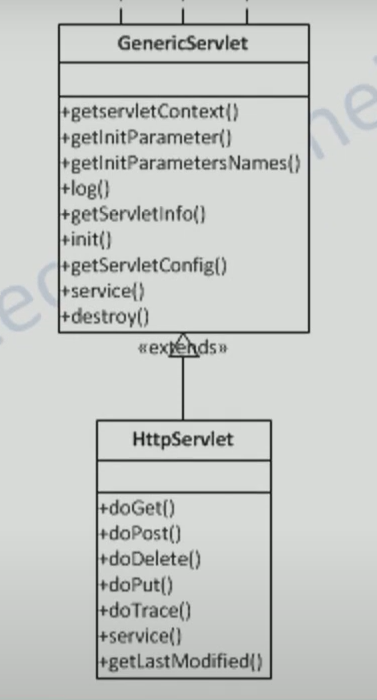 GenericServlet
+getservletContext()
+getInitParameter()
+getInitParametersNames()
+log()
+getServletInfo()
+init()
+getServletConfig()
+service()
+destroy()
«extends»
HttpServlet
+doGet()
+doPost()
+doDelete()
+doPut()
+doTrace()
+service()
+getLastModified()